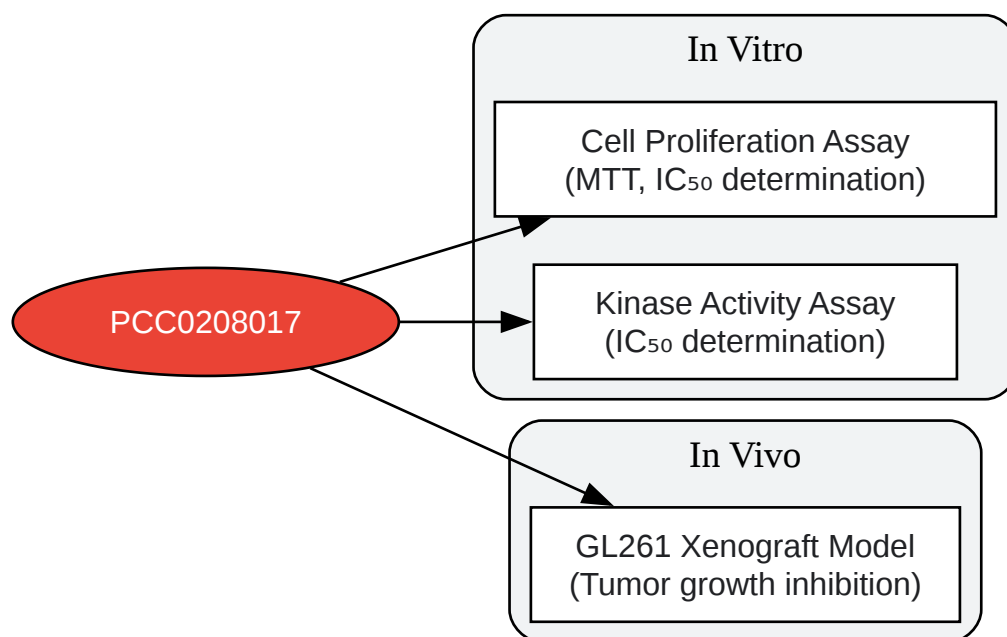 In Vitro
Cell Proliferation Assay
(MTT, IC₅₀ determination)
PCC0208017
Kinase Activity Assay
(IC₅₀ determination)
In Vivo
GL261 Xenograft Model
(Tumor growth inhibition)